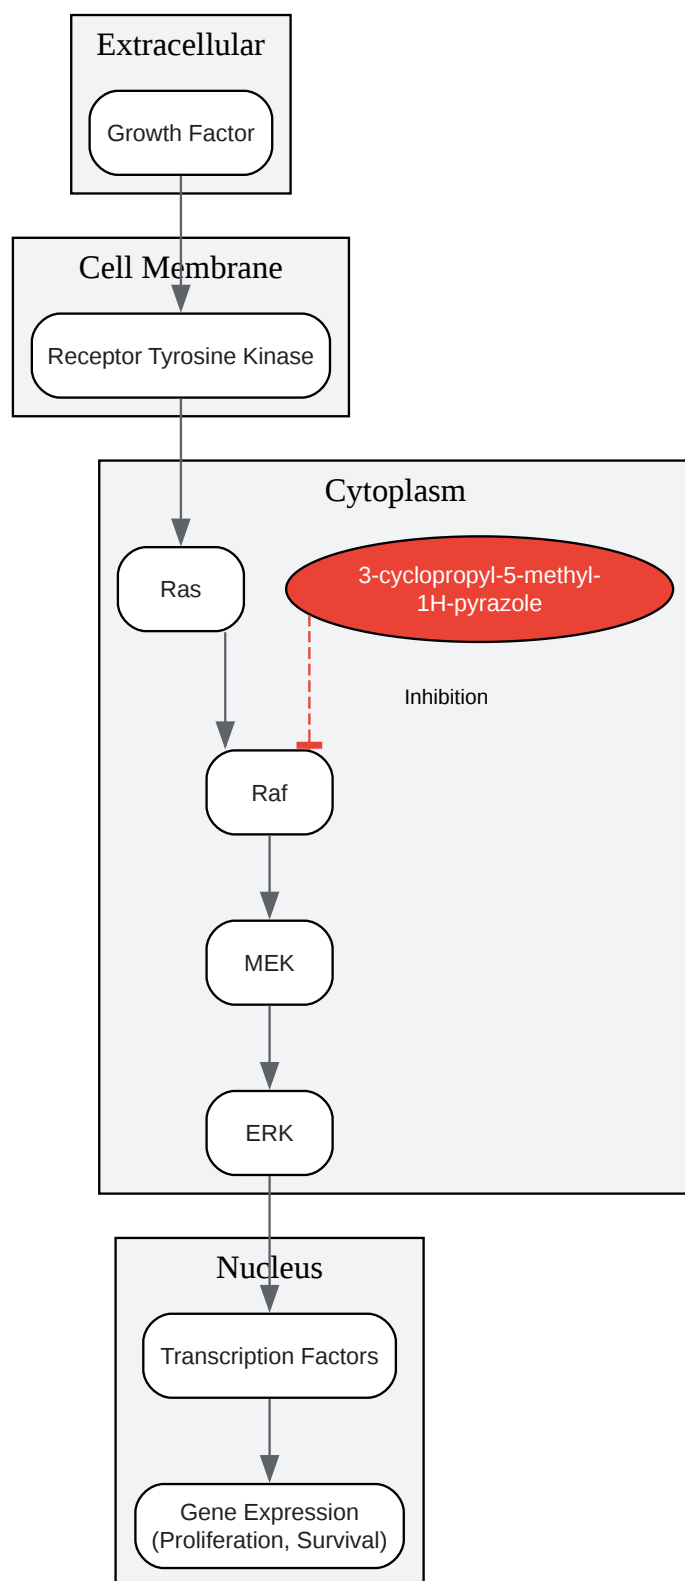 Extracellular
Growth Factor
Cell Membrane
Receptor Tyrosine Kinase
Cytoplasm
Ras
3-cyclopropyl-5-methyl-
1H-pyrazole
Inhibition
Raf
MEK
ERK
Nucleus
Transcription Factors
Gene Expression
(Proliferation, Survival)